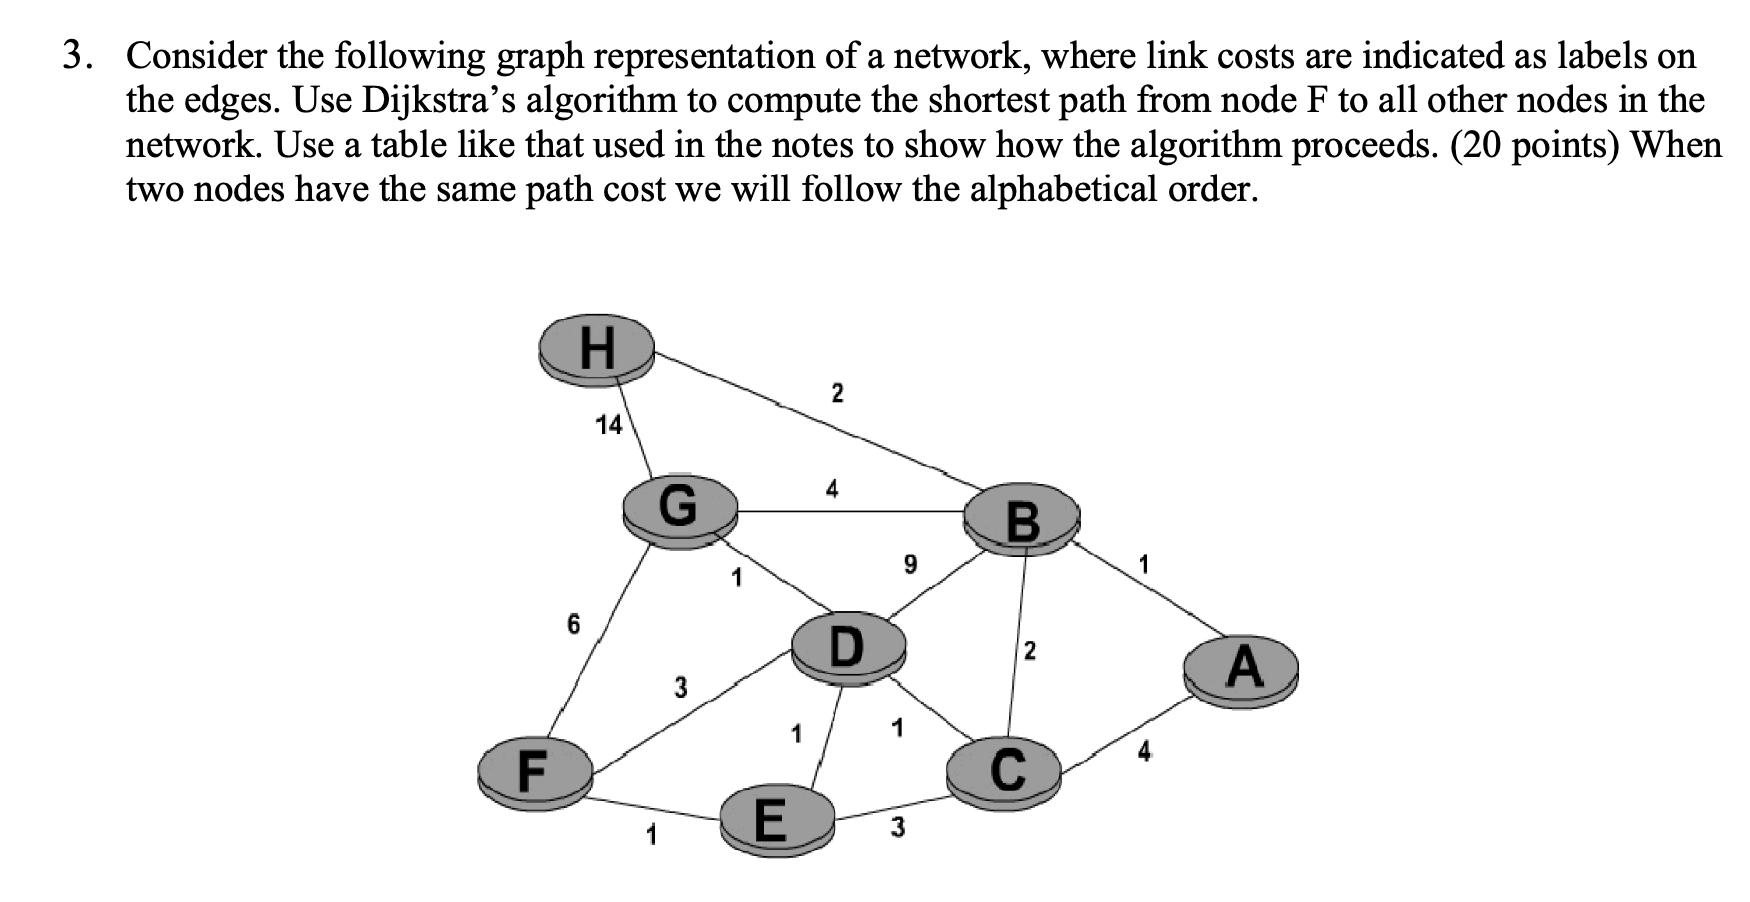 3. Consider the following graph representation of a network, where link costs are indicated as labels on
the edges. Use Dijkstra’s algorithm to compute the shortest path from node F to all other nodes in the
network. Use a table like that used in the notes to show how the algorithm proceeds. (20 points) When
two nodes have the same path cost we will follow the alphabetical order.
H
2
14
4
G
B
9
1
1
6
D
2
A
3
1
1
4
F
C
E
1
3